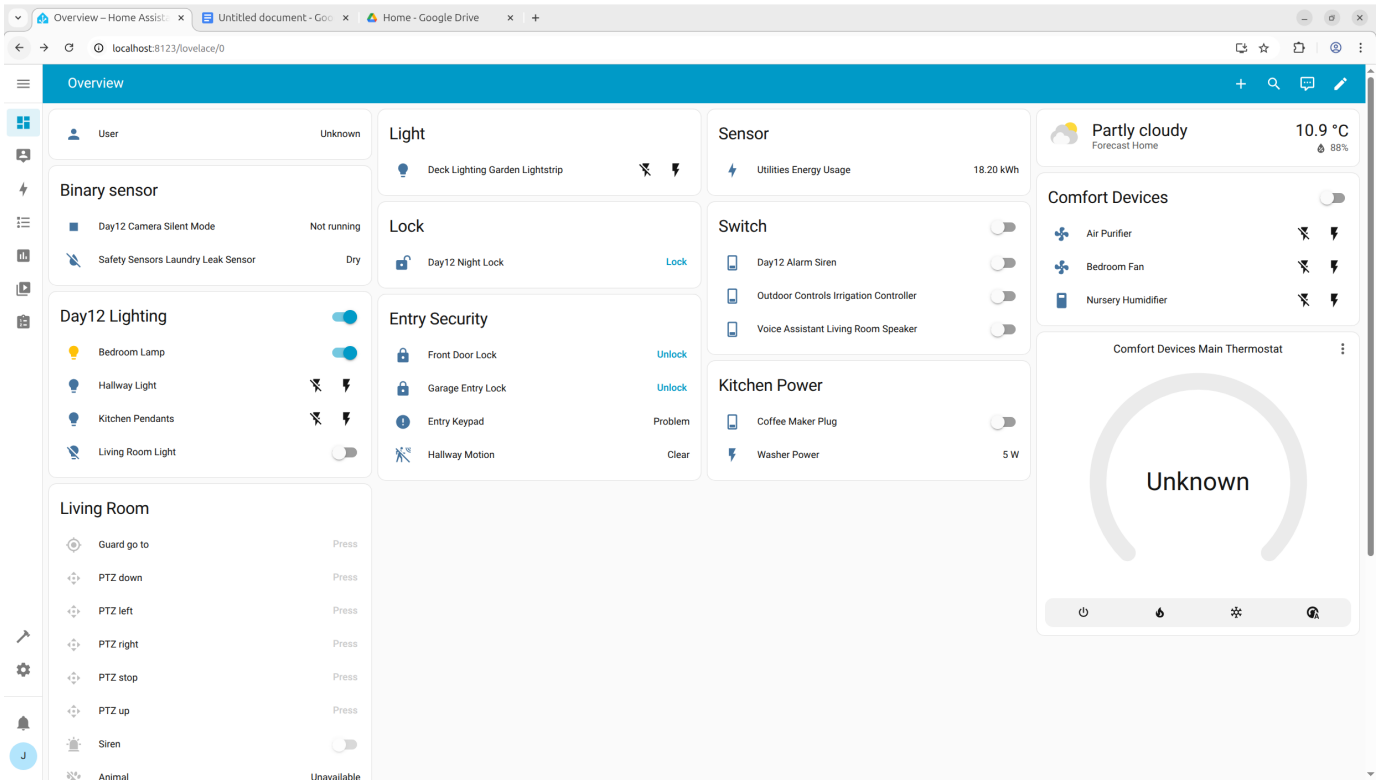 Overview – Home Assist
Untitled document - Goo
Home - Google Drive
localhost:8123/lovelace/0
Overview
User Unknown
Binary sensor
Day12 Camera Silent Mode Not running
Safety Sensors Laundry Leak Sensor Dry
Day12 Lighting
Bedroom Lamp
Hallway Light
Kitchen Pendants
Living Room Light
Living Room
Guard go to Press
PTZ down Press
PTZ left Press
PTZ right Press
PTZ stop Press
PTZ up Press
Siren
Animal Unavailable
Light
Deck Lighting Garden Lightstrip
Lock
Day12 Night Lock Lock
Entry Security
Front Door Lock Unlock
Garage Entry Lock Unlock
Entry Keypad Problem
Hallway Motion Clear
Sensor
Utilities Energy Usage 18.20 kWh
Switch
Day12 Alarm Siren
Outdoor Controls Irrigation Controller
Voice Assistant Living Room Speaker
Kitchen Power
Coffee Maker Plug
Washer Power 5 W
Partly cloudy 10.9 °C
Forecast Home 88%
Comfort Devices
Air Purifier
Bedroom Fan
Nursery Humidifier
Comfort Devices Main Thermostat
Unknown
J